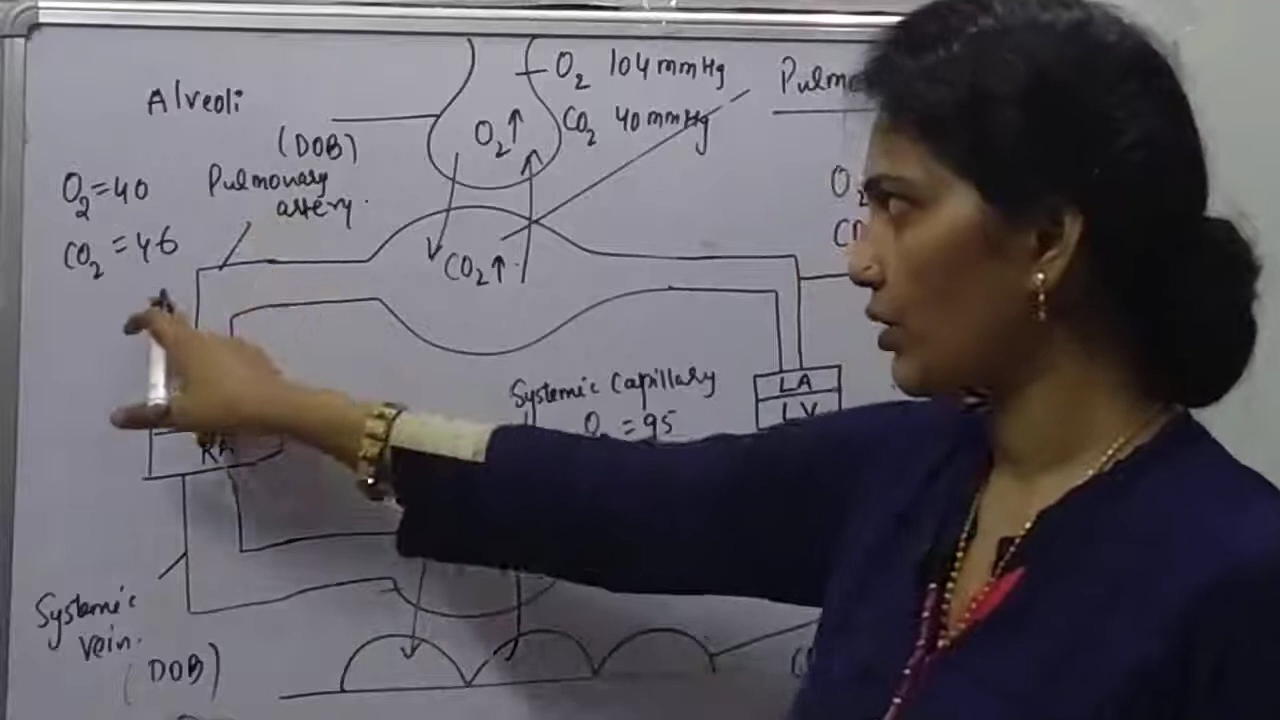 Alveoli
O2 104 mmHg
CO2 40 mmHg
O2↑
(DOB)
Pulmonary
artery.
O2=40
CO2=46
CO2↑
O2
Systemic Capillary
= 95
LA
LV
RA
Systemic
vein.
(DOB)